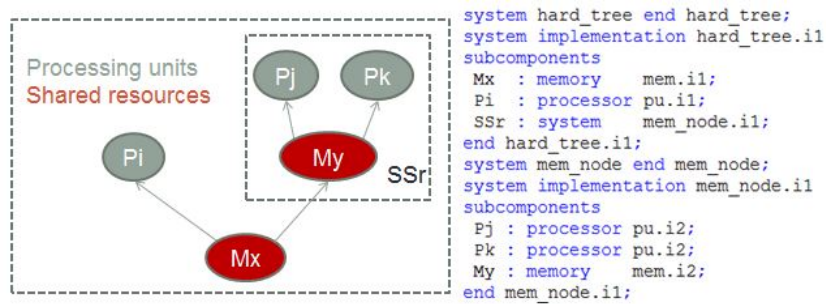 Processing units
Shared resources
Pj
Pk
My
SSr
Pi
Mx
system hard_tree end hard_tree;
system implementation hard_tree.i1
subcomponents
Mx : memory mem.i1;
Pi : processor pu.i1;
SSr : system mem_node.i1;
end hard_tree.i1;
system mem_node end mem_node;
system implementation mem_node.i1
subcomponents
Pj : processor pu.i2;
Pk : processor pu.i2;
My : memory mem.i2;
end mem_node.i1;